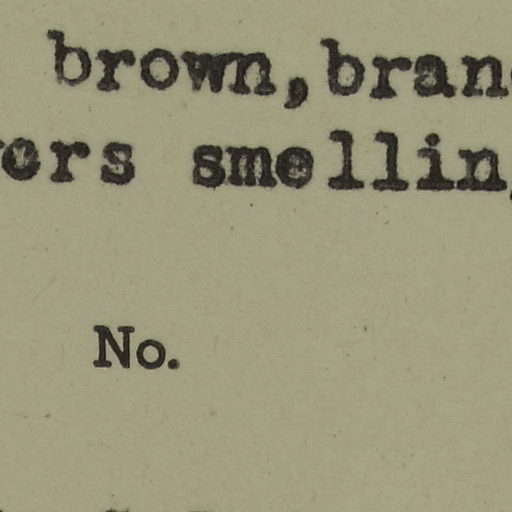 brown,bran
ers smellin
No.